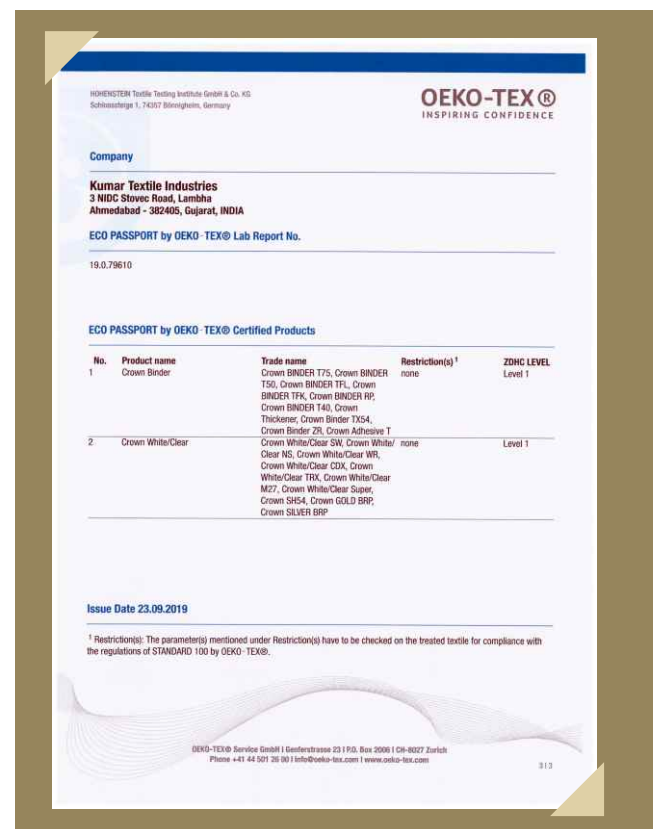 HOHENSTEIN Textile Testing Institute GmbH & Co. KG
Schlosssteige 1, 74357 Bönnigheim, Germany
OEKO-TEX®
INSPIRING CONFIDENCE
Company
Kumar Textile Industries
3 NIDC Stovec Road, Lambha
Ahmedabad - 382405, Gujarat, INDIA
ECO PASSPORT by OEKO-TEX® Lab Report No.
19.0.79610
ECO PASSPORT by OEKO-TEX® Certified Products
No. Product name Trade name Restriction(s) ¹ ZDHC LEVEL
1 Crown Binder Crown BINDER T75, Crown BINDER none Level 1
T50, Crown BINDER TFL, Crown
BINDER TFK, Crown BINDER RP,
Crown BINDER T40, Crown
Thickener, Crown Binder TX54,
Crown Binder ZR, Crown Adhesive T
2 Crown White/Clear Crown White/Clear SW, Crown White/ none Level 1
Clear NS, Crown White/Clear WR,
Crown White/Clear CDX, Crown
White/Clear TRX, Crown White/Clear
M27, Crown White/Clear Super,
Crown SH54, Crown GOLD BRP,
Crown SILVER BRP
Issue Date 23.09.2019
¹ Restriction(s): The parameter(s) mentioned under Restriction(s) have to be checked on the treated textile for compliance with
the regulations of STANDARD 100 by OEKO-TEX®.
OEKO-TEX® Service GmbH I Genferstrasse 23 I P.O. Box 2006 I CH-8027 Zurich
Phone +41 44 501 26 00 I info@oeko-tex.com I www.oeko-tex.com
3 I 3